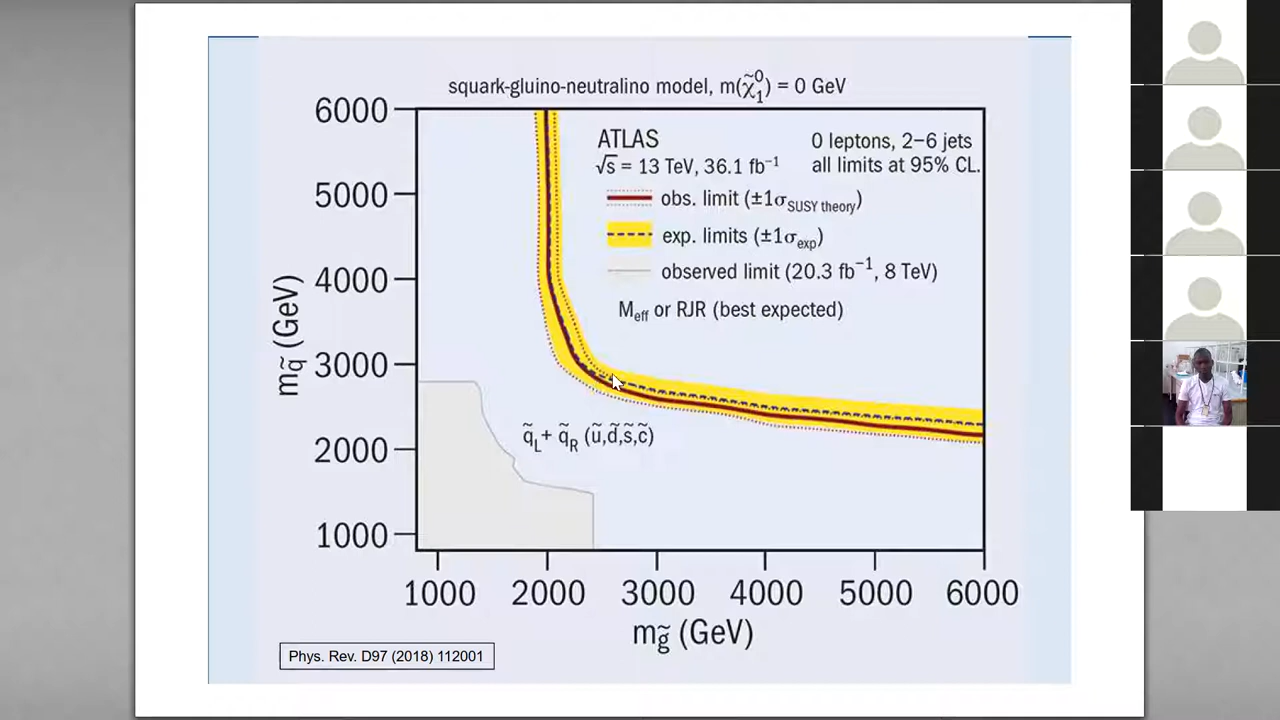 squark-gluino-neutralino model, m(χ̃⁰₁) = 0 GeV
ATLAS
√s = 13 TeV, 36.1 fb⁻¹
0 leptons, 2−6 jets
all limits at 95% CL.
obs. limit (±1σ_SUSY theory)
exp. limits (±1σ_exp)
observed limit (20.3 fb⁻¹, 8 TeV)
M_eff or RJR (best expected)
q̃_L+ q̃_R (ũ,d̃,s̃,c̃)
m_q̃ (GeV)
6000
5000
4000
3000
2000
1000
1000 2000 3000 4000 5000 6000
m_g̃ (GeV)
Phys. Rev. D97 (2018) 112001